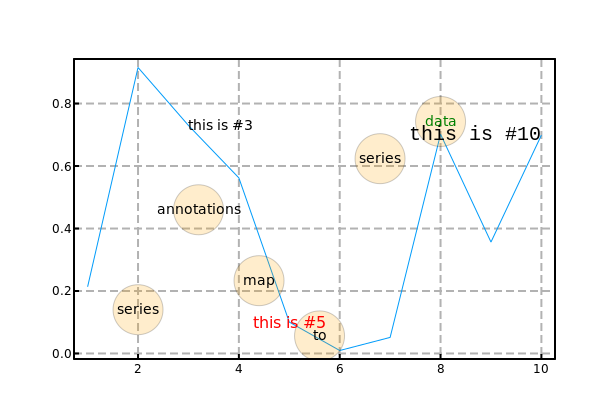 0.8
0.6
0.4
0.2
0.0
data
this is #10
this is #3
series
annotations
map
series
this is #5
to
2
4
6
8
10